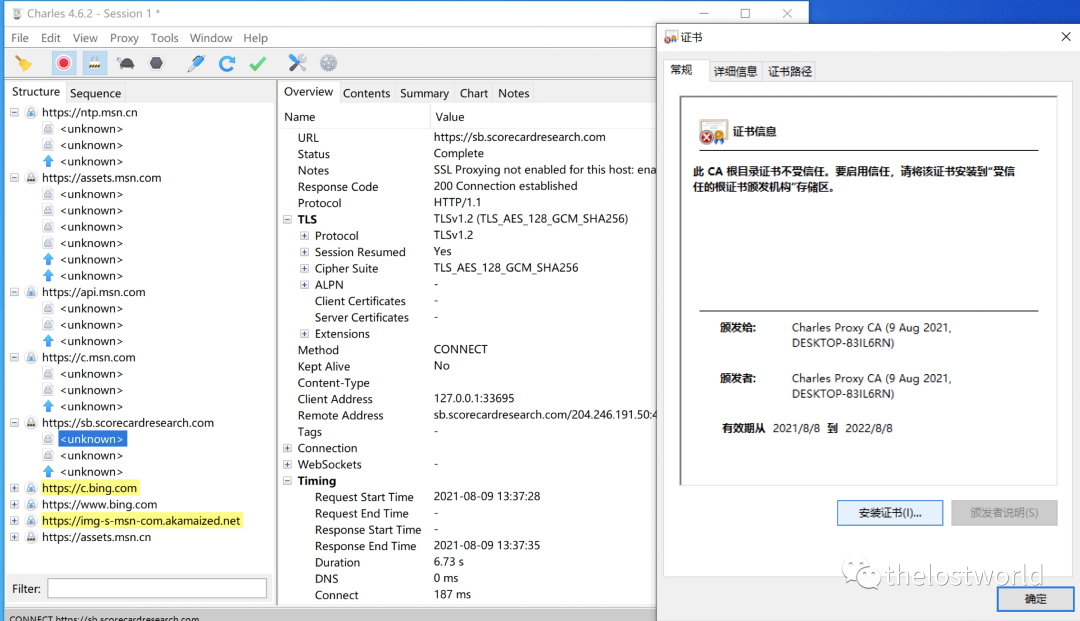 Charles 4.6.2 - Session 1 *
File Edit View Proxy Tools Window Help
Structure Sequence
https://ntp.msn.cn
<unknown>
<unknown>
<unknown>
https://assets.msn.com
<unknown>
<unknown>
<unknown>
<unknown>
<unknown>
<unknown>
https://api.msn.com
<unknown>
<unknown>
<unknown>
https://c.msn.com
<unknown>
<unknown>
<unknown>
https://sb.scorecardresearch.com
<unknown>
<unknown>
<unknown>
https://c.bing.com
https://www.bing.com
https://img-s-msn-com.akamaized.net
https://assets.msn.cn
Filter:
CONNECT https://sb.scorecardresearch.com
Overview Contents Summary Chart Notes
Name Value
URL https://sb.scorecardresearch.com
Status Complete
Notes SSL Proxying not enabled for this host: ena
Response Code 200 Connection established
Protocol HTTP/1.1
TLS TLSv1.2 (TLS_AES_128_GCM_SHA256)
Protocol TLSv1.2
Session Resumed Yes
Cipher Suite TLS_AES_128_GCM_SHA256
ALPN -
Client Certificates -
Server Certificates -
Extensions
Method CONNECT
Kept Alive No
Content-Type
Client Address 127.0.0.1:33695
Remote Address sb.scorecardresearch.com/204.246.191.50:4
Tags -
Connection
WebSockets -
Timing
Request Start Time 2021-08-09 13:37:28
Request End Time -
Response Start Time -
Response End Time 2021-08-09 13:37:35
Duration 6.73 s
DNS 0 ms
Connect 187 ms
证书
常规 详细信息 证书路径
证书信息
此 CA 根目录证书不受信任。要启用信任，请将该证书安装到"受信
任的根证书颁发机构"存储区。
颁发给: Charles Proxy CA (9 Aug 2021,
DESKTOP-83IL6RN)
颁发者: Charles Proxy CA (9 Aug 2021,
DESKTOP-83IL6RN)
有效期从 2021/8/8 到 2022/8/8
安装证书(I)... 颁发者说明(S)
thelostworld
确定